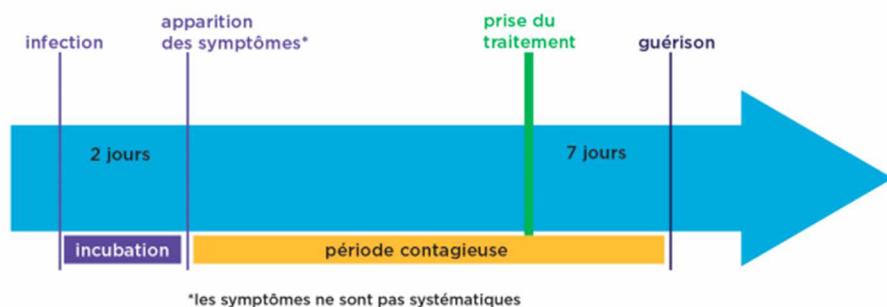 infection
apparition
des symptômes*
prise du
traitement
guérison
2 jours
7 jours
incubation
période contagieuse
*les symptômes ne sont pas systématiques